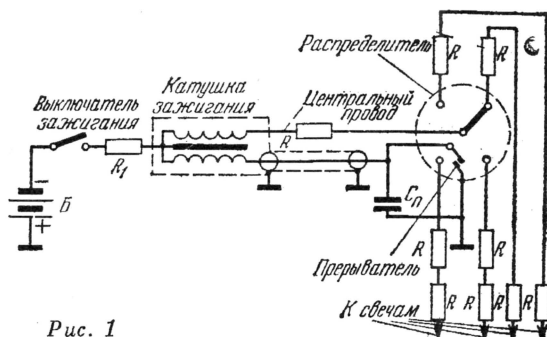 Распределитель
R
R
Катушка
зажигания
Центральный
провод
Выключатель
зажигания
R
R1
Сп
−
Б
+
Прерыватель
R
R
R
R
R
R
К свечам
Рис. 1